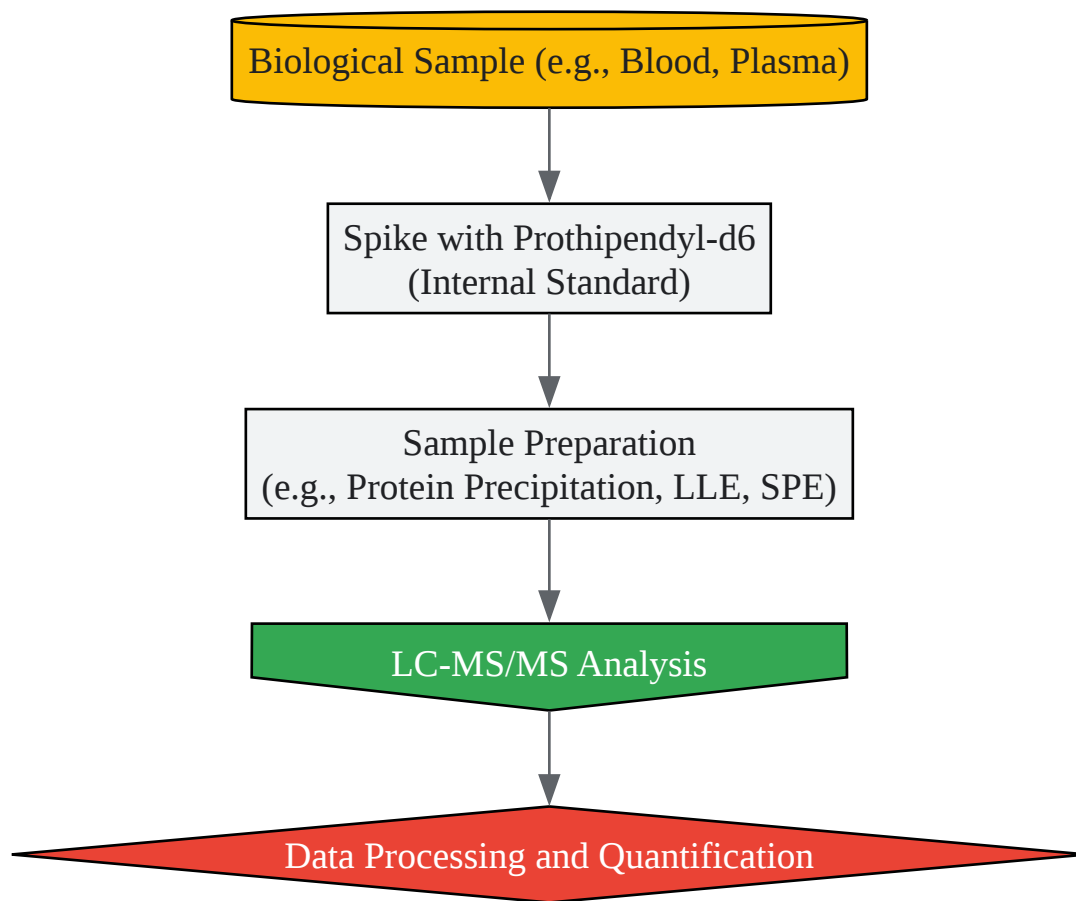 Biological Sample (e.g., Blood, Plasma)
Spike with Prothipendyl-d6
(Internal Standard)
Sample Preparation
(e.g., Protein Precipitation, LLE, SPE)
LC-MS/MS Analysis
Data Processing and Quantification